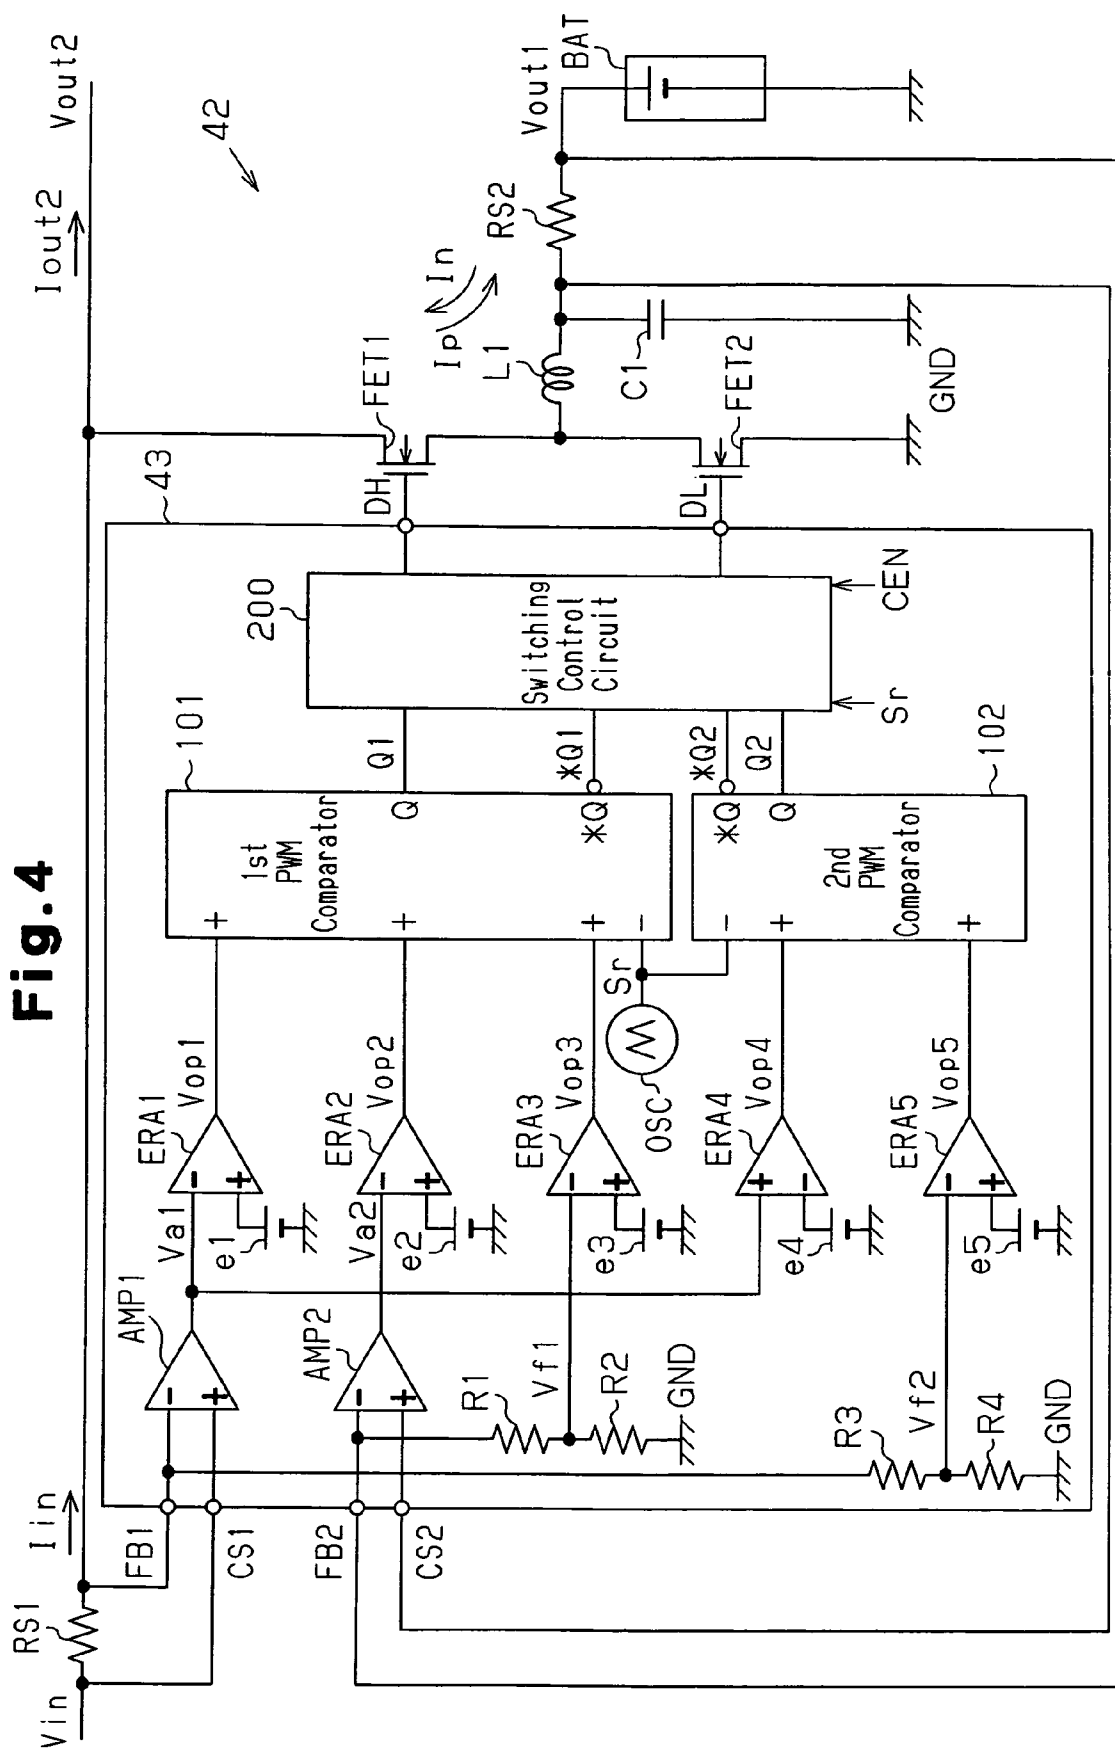 Fig.4
Vin
RS1
Iin
Iout2
Vout2
42
43
FB1
CS1
FB2
CS2
AMP1
Va1
e1
ERA1
Vop1
AMP2
Va2
e2
ERA2
Vop2
R1
Vf1
R2
GND
e3
ERA3
Vop3
OSC
Sr
e4
ERA4
Vop4
R3
Vf2
R4
GND
e5
ERA5
Vop5
101
1st
PWM
Comparator
+
+
+
-
Q
*Q
Q1
*Q1
102
2nd
PWM
Comparator
-
+
+
*Q
Q
*Q2
Q2
200
Switching
Control
Circuit
Sr
CEN
DH
FET1
DL
FET2
GND
Ip
In
L1
C1
RS2
Vout1
BAT